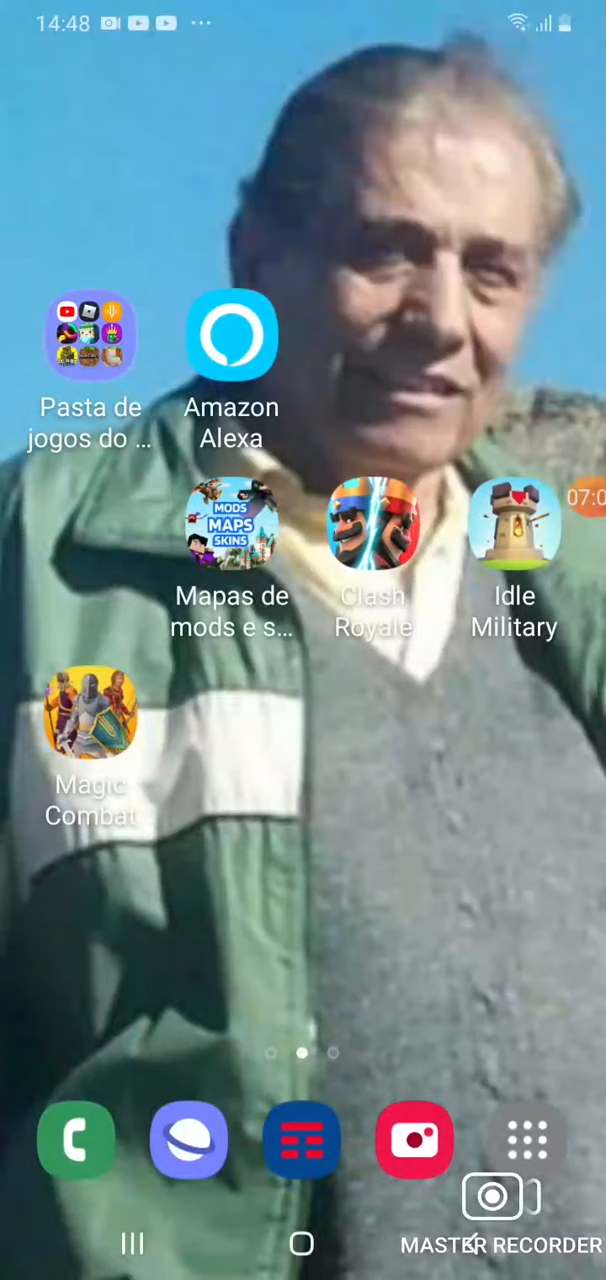 14:48
Pasta de
jogos do ...
Amazon
Alexa
MODS
MAPS
SKINS
07:0
Mapas de
mods e s...
Clash
Royale
Idle
Military
Magic
Combat
MASTER RECORDER